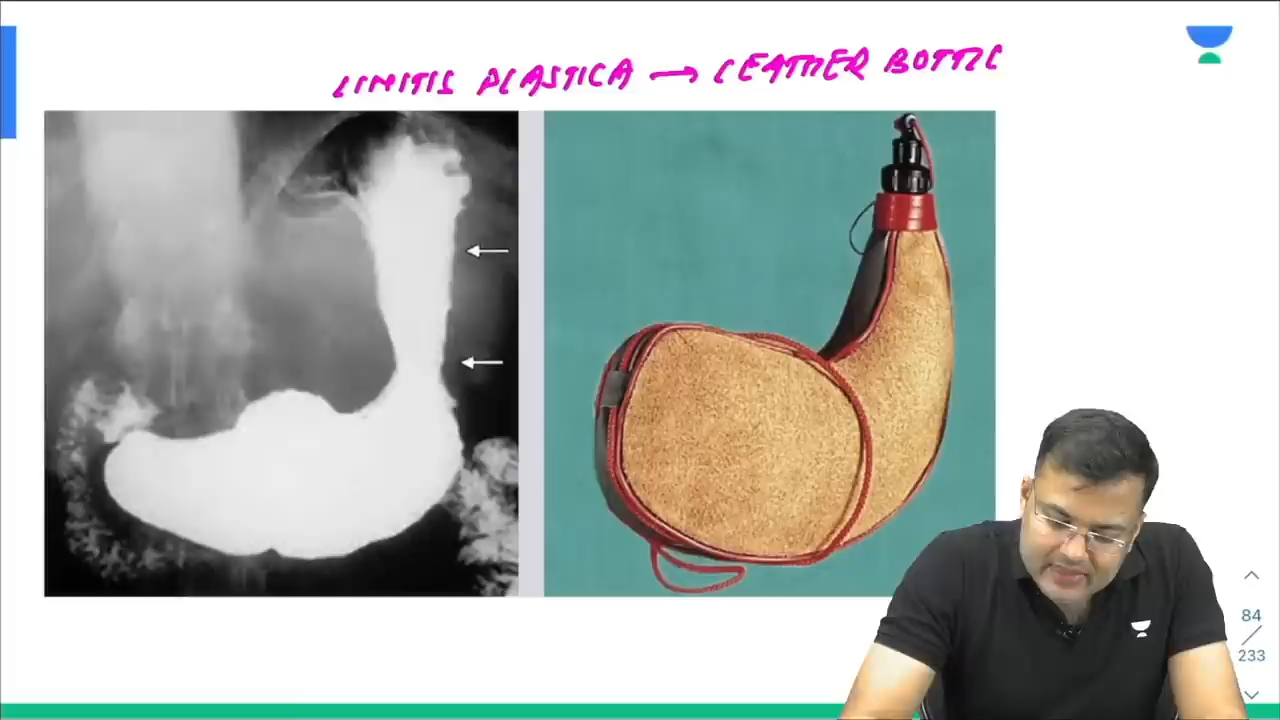 LINITIS PLASTICA → LEATHER BOTTLE
84
233